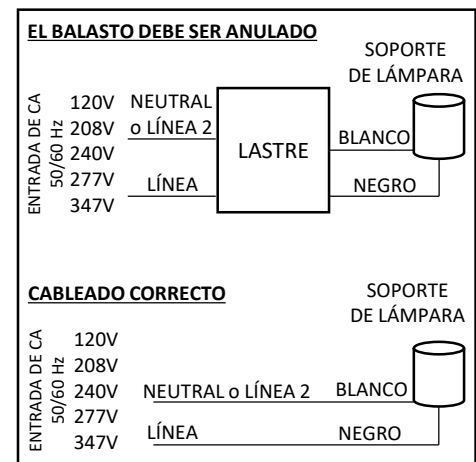 EL BALASTO DEBE SER ANULADO
SOPORTE
DE LÁMPARA
ENTRADA DE CA
50/60 Hz
120V
208V
240V
277V
347V
NEUTRAL
o LÍNEA 2
LÍNEA
LASTRE
BLANCO
NEGRO
CABLEADO CORRECTO
SOPORTE
DE LÁMPARA
ENTRADA DE CA
50/60 Hz
120V
208V
240V
277V
347V
NEUTRAL o LÍNEA 2
BLANCO
LÍNEA
NEGRO